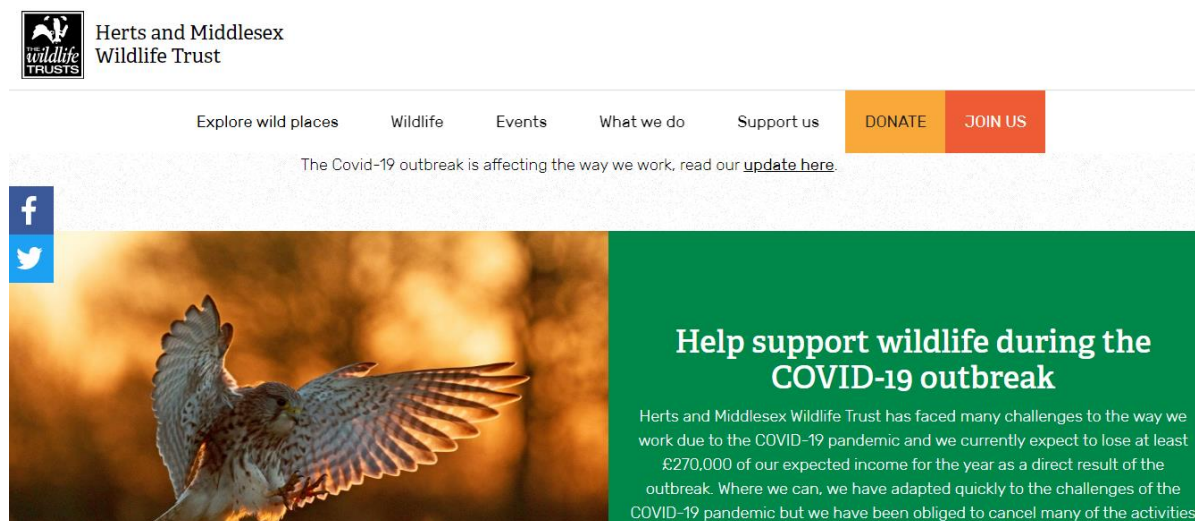 THE
wildlife
TRUSTS
Herts and Middlesex
Wildlife Trust
Explore wild places
Wildlife
Events
What we do
Support us
DONATE
JOIN US
The Covid-19 outbreak is affecting the way we work, read our update here.
Help support wildlife during the
COVID-19 outbreak
Herts and Middlesex Wildlife Trust has faced many challenges to the way we
work due to the COVID-19 pandemic and we currently expect to lose at least
£270,000 of our expected income for the year as a direct result of the
outbreak. Where we can, we have adapted quickly to the challenges of the
COVID-19 pandemic but we have been obliged to cancel many of the activities